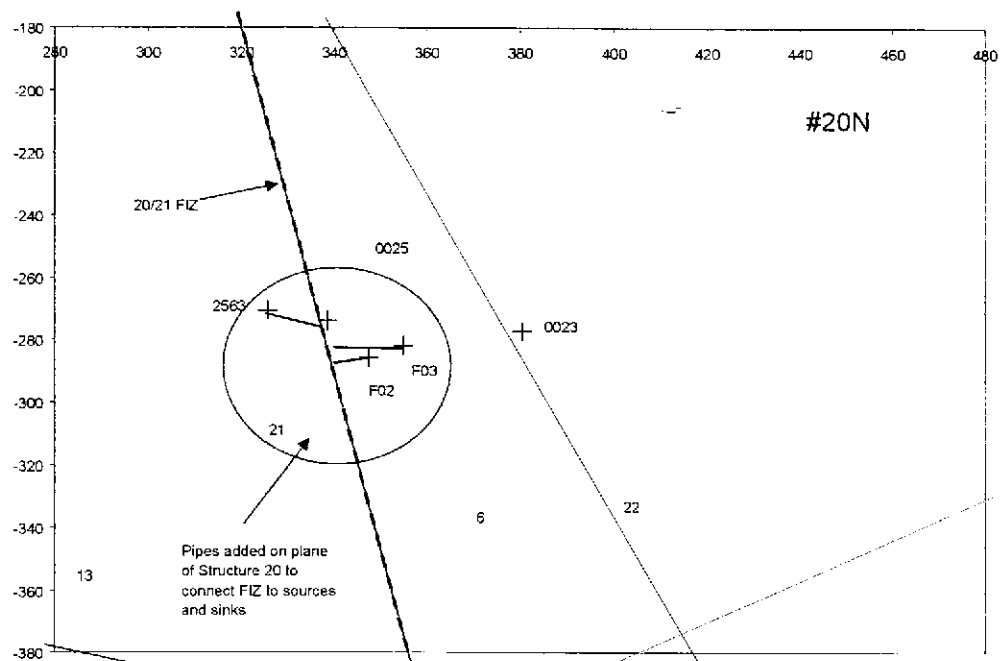 -180
280 300 320 340 360 380 400 420 440 460 480
-200
#20N
-220
20/21 FIZ
-240
0025
-260
2563
0023
-280
F03
F02
-300
21
-320
22
6
-340
Pipes added on plane
of Structure 20 to
connect FIZ to sources
and sinks
13
-360
-380